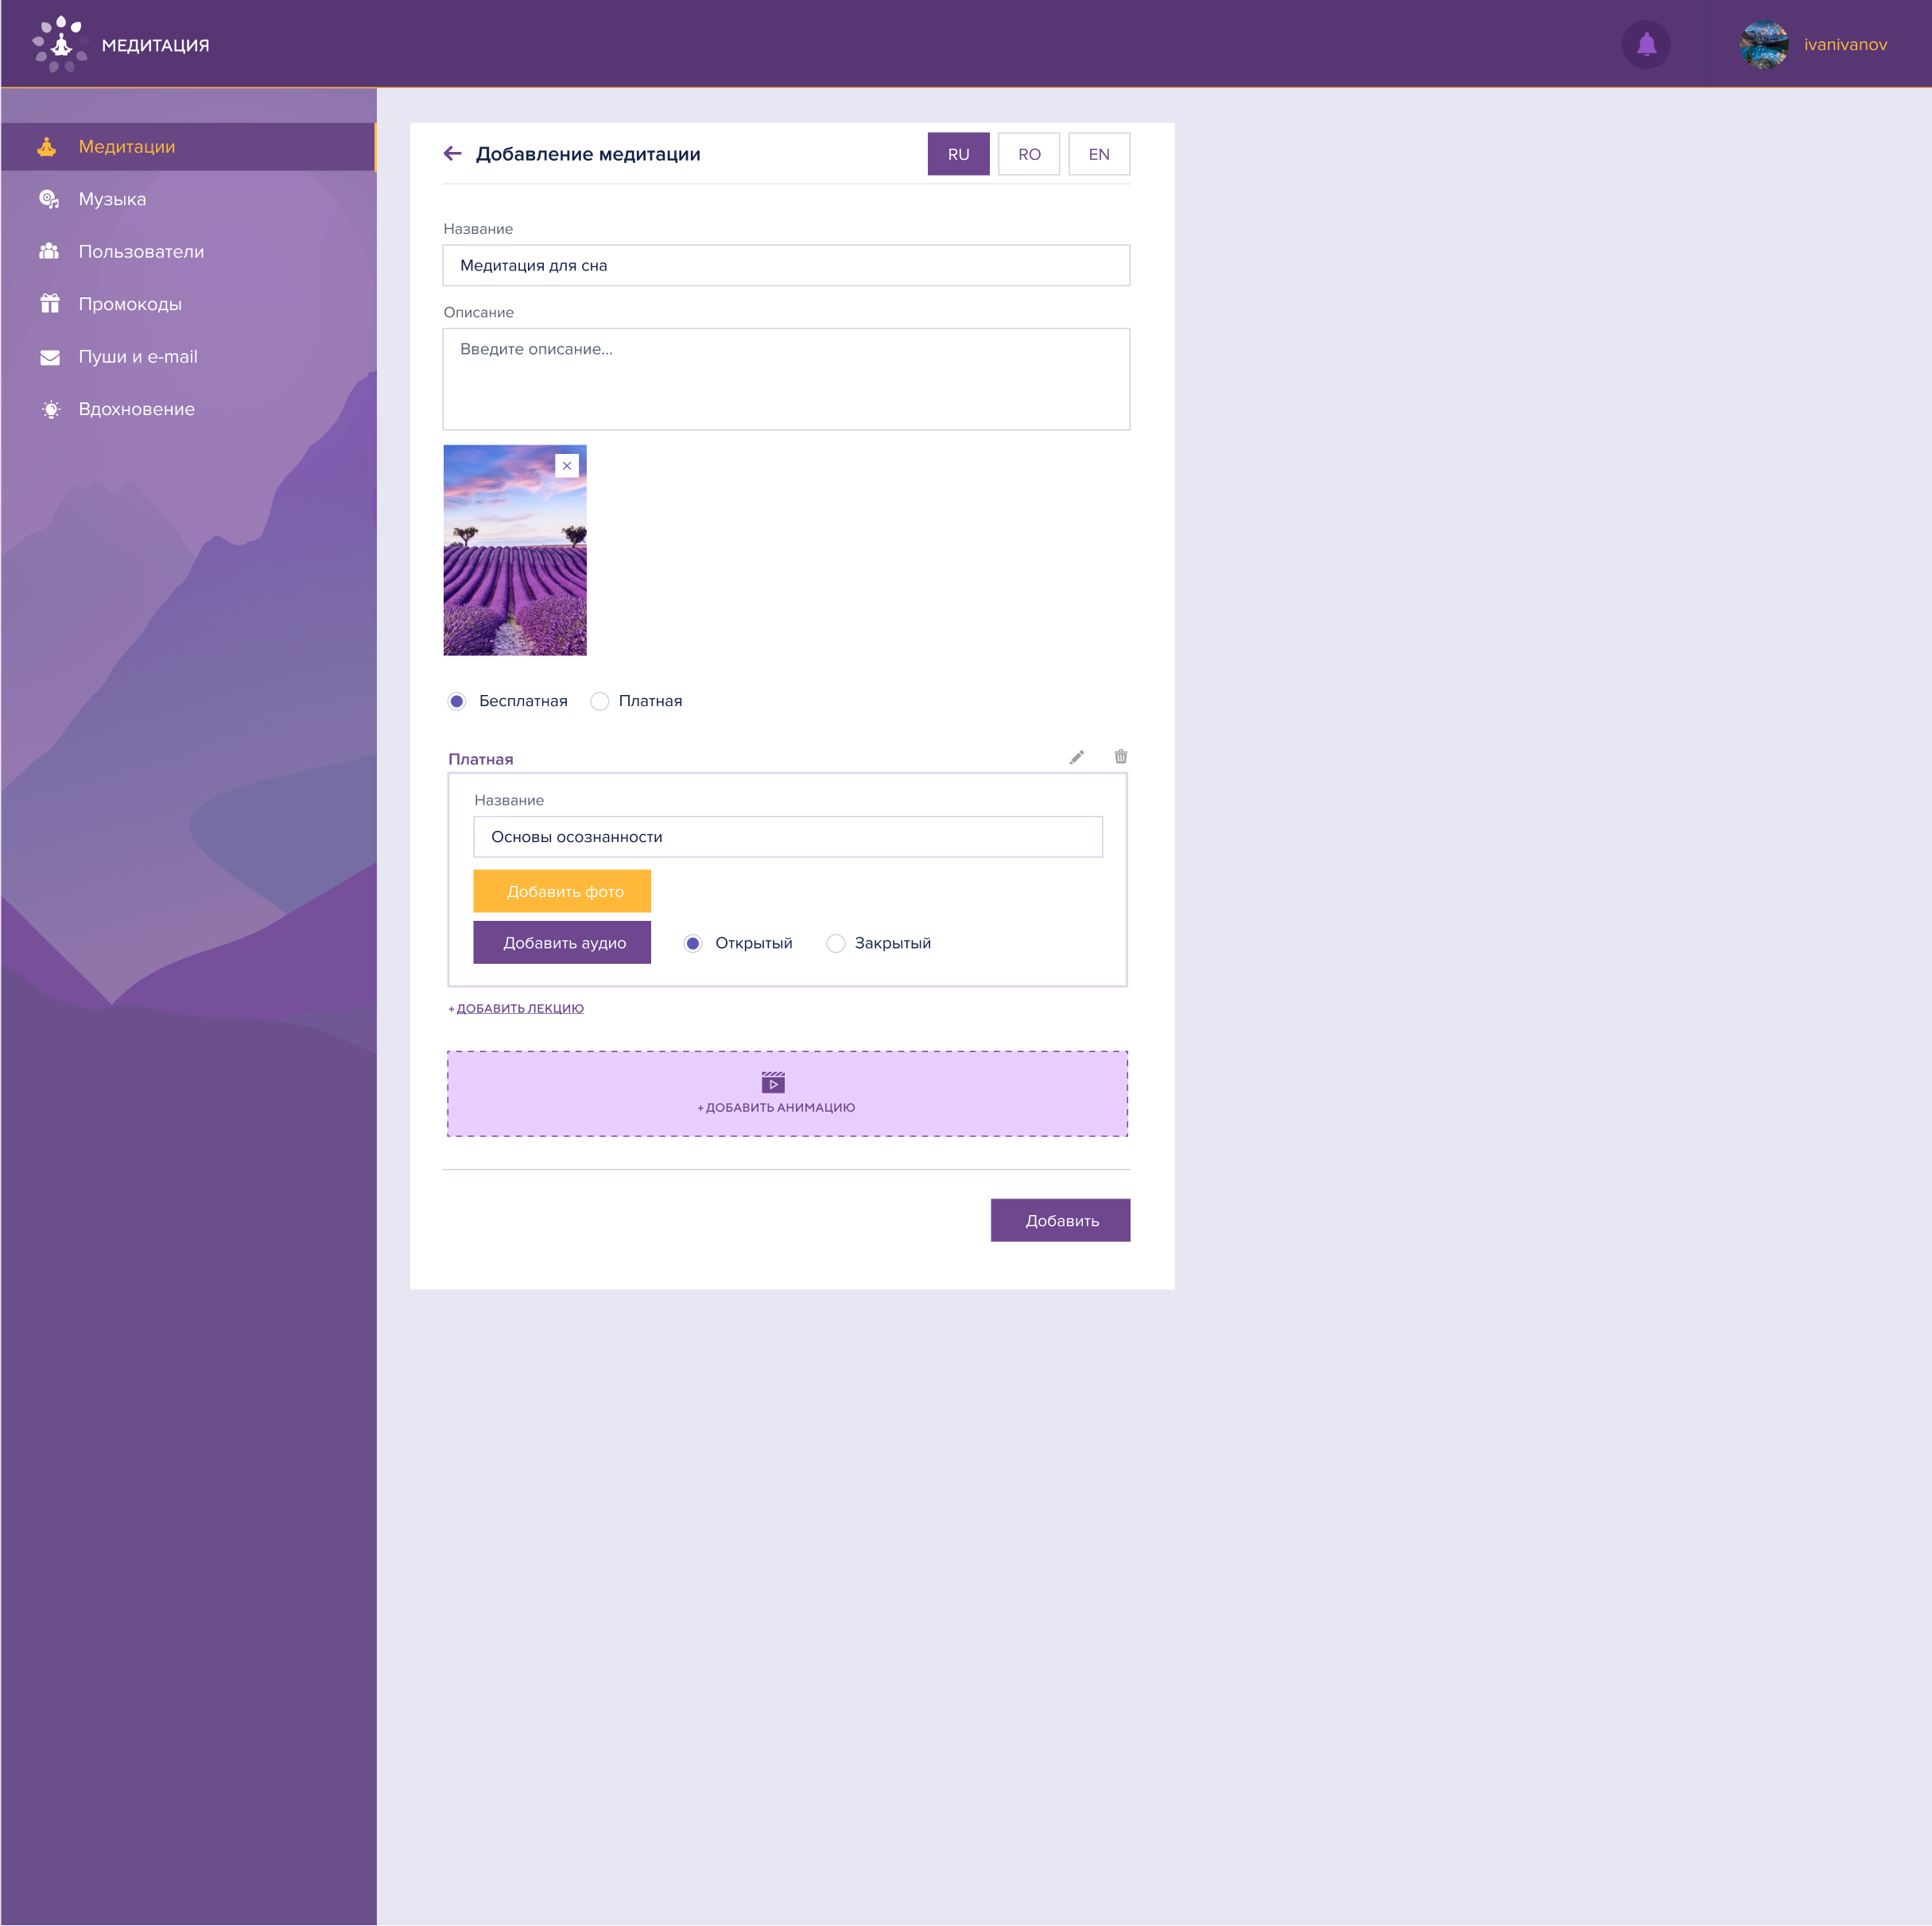 МЕДИТАЦИЯ
ivanivanov
Медитации
Музыка
Пользователи
Промокоды
Пуши и e-mail
Вдохновение
Добавление медитации
RU
RO
EN
Название
Медитация для сна
Описание
Введите описание...
Бесплатная
Платная
Платная
Название
Основы осознанности
Добавить фото
Добавить аудио
Открытый
Закрытый
+ ДОБАВИТЬ ЛЕКЦИЮ
+ ДОБАВИТЬ АНИМАЦИЮ
Добавить